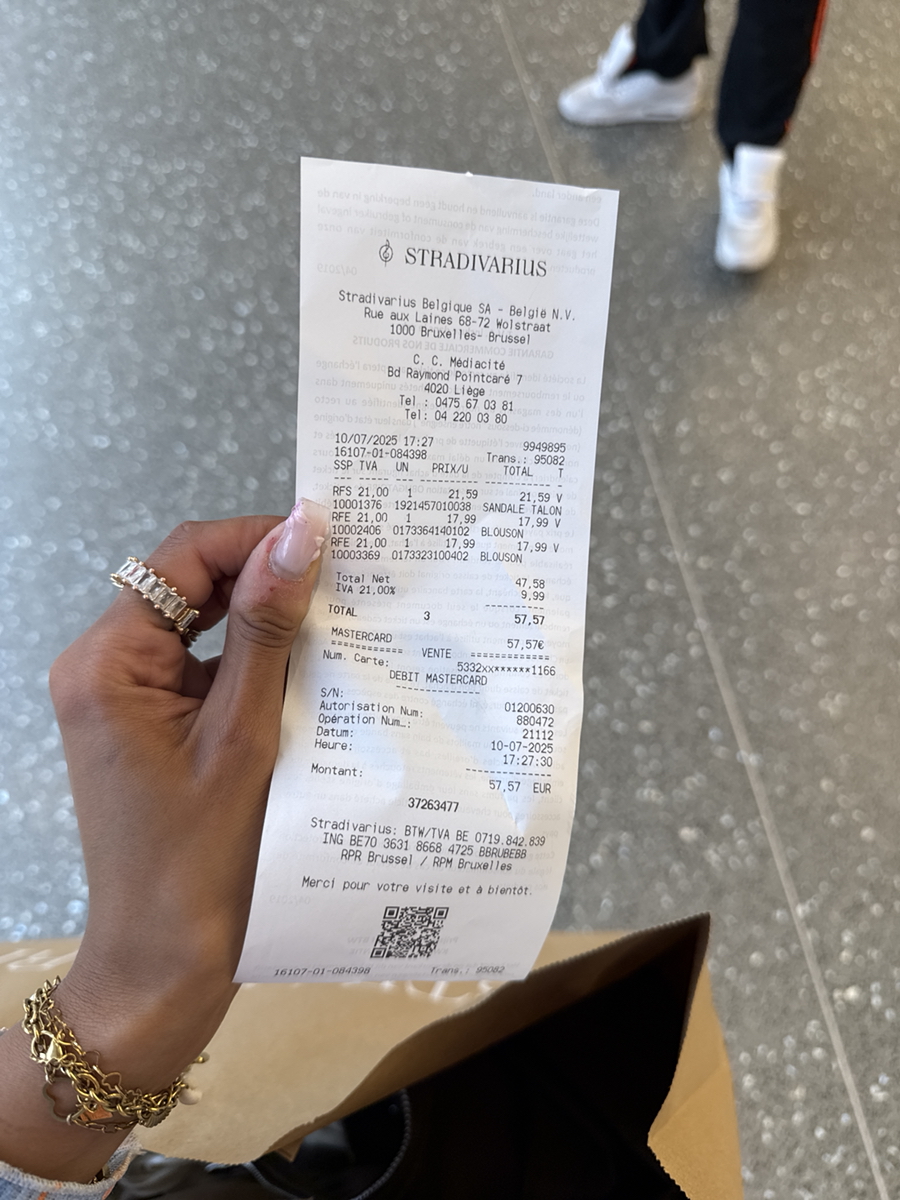 STRADIVARIUS
Stradivarius Belgique SA - België N.V.
Rue aux Laines 68-72 Wolstraat
1000 Bruxelles- Brussel
C. C. Médiacité
Bd Raymond Pointcaré 7
4020 Liège
Tel : 0475 67 03 81
Tel: 04 220 03 80
10/07/2025 17:27 9949895
16107-01-084398 Trans.: 95082
SSP TVA UN PRIX/U TOTAL T
RFS 21,00 1 21,59 21,59 V
10001376 1921457010038 SANDALE TALON
RFE 21,00 1 17,99 17,99 V
10002406 0173364140102 BLOUSON
RFE 21,00 1 17,99 17,99 V
10003369 0173323100402 BLOUSON
Total Net 47,58
IVA 21,00% 9,99
TOTAL 3 57,57
MASTERCARD 57,57€
============ VENTE ============
Num. Carte: 5332xx******1166
DEBIT MASTERCARD
S/N: 01200630
Autorisation Num: 880472
Opération Num…: 21112
Datum: 10-07-2025
Heure: 17:27:30
Montant: 57,57 EUR
37263477
Stradivarius: BTW/TVA BE 0719.842.839
ING BE70 3631 8668 4725 BBRUBEBB
RPR Brussel / RPM Bruxelles
Merci pour votre visite et à bientôt.
16107-01-084398 Trans.: 95082